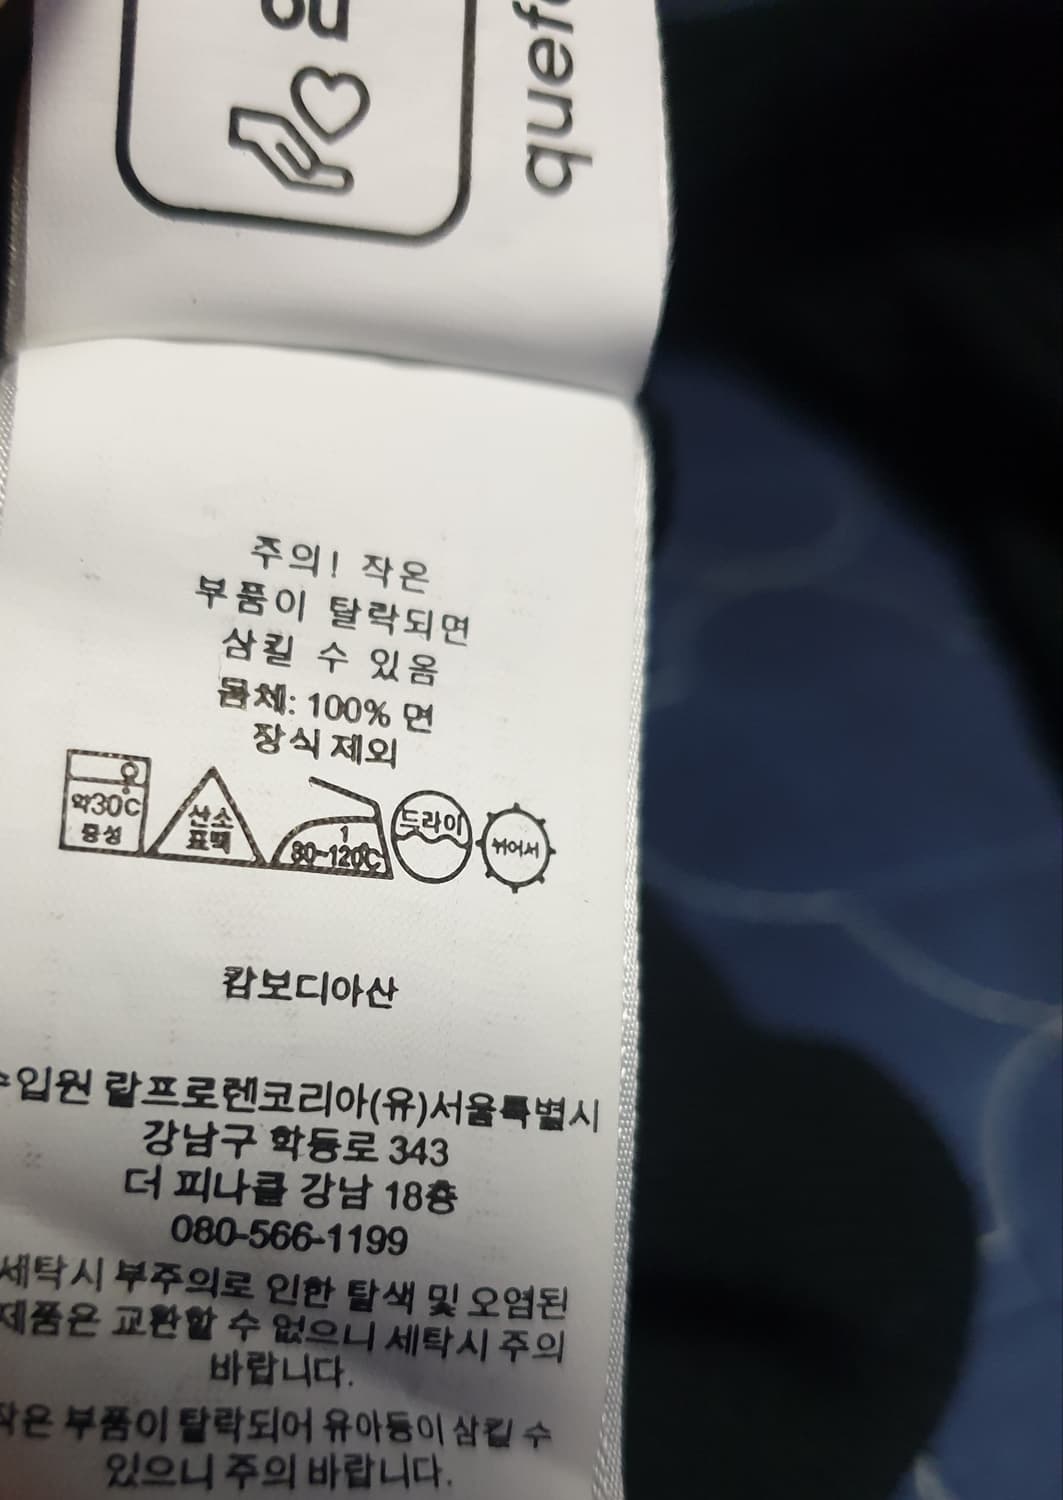 quef
주의! 작은
부품이 탈락되면
삼킬 수 있음
몸체: 100% 면
장식 제외
약30℃
중성
산소
표백
1
80~120℃
드라이
뉘어서
캄보디아산
수입원 랄프로렌코리아(유)서울특별시
강남구 학동로 343
더 피나클 강남 18층
080-566-1199
세탁시 부주의로 인한 탈색 및 오염된
제품은 교환할 수 없으니 세탁시 주의
바랍니다.
작은 부품이 탈락되어 유아등이 삼킬 수
있으니 주의 바랍니다.